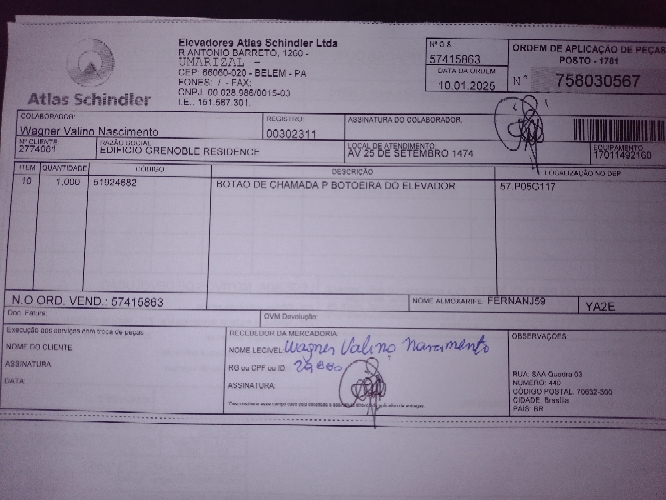 Elevadores Atlas Schindler Ltda
R ANTONIO BARRETO, 1260 -
UMARIZAL -
CEP: 66060-020 - BELEM - PA
FONES: / - FAX:
CNPJ: 00.028.986/0015-03
I.E.: 151.567.301.
Atlas Schindler
Nº O.S
57415863
DATA DA ORDEM
10.01.2025
ORDEM DE APLICAÇÃO DE PEÇAS
POSTO - 1781
Nº 758030567
COLABORADOR:
Wagner Valino Nascimento
REGISTRO:
00302311
ASSINATURA DO COLABORADOR:
Nº CLIENTE
2774081
RAZÃO SOCIAL
EDIFICIO GRENOBLE RESIDENCE
LOCAL DE ATENDIMENTO
AV 25 DE SETEMBRO 1474
EQUIPAMENTO
17011492160
ITEM QUANTIDADE CÓDIGO DESCRIÇÃO LOCALIZAÇÃO NO DEP
10 1,000 51924682 BOTAO DE CHAMADA P BOTOEIRA DO ELEVADOR 57.P05C117
N.O ORD. VEND.: 57415863
NOME ALMOXARIFE: FERNANJ59
YA2E
Doc. Fatura:
OVM Devolução:
Execução dos serviços com troca de peças
NOME DO CLIENTE
ASSINATURA
DATA:
RECEBEDOR DA MERCADORIA
NOME LEGÍVEL: Wagner Valino Nascimento
RG ou CPF ou ID:
ASSINATURA:
OBSERVAÇÕES
RUA: SAA Quadra 03
NUMERO: 440
CÓDIGO POSTAL: 70632-300
CIDADE: Brasília
PAIS: BR